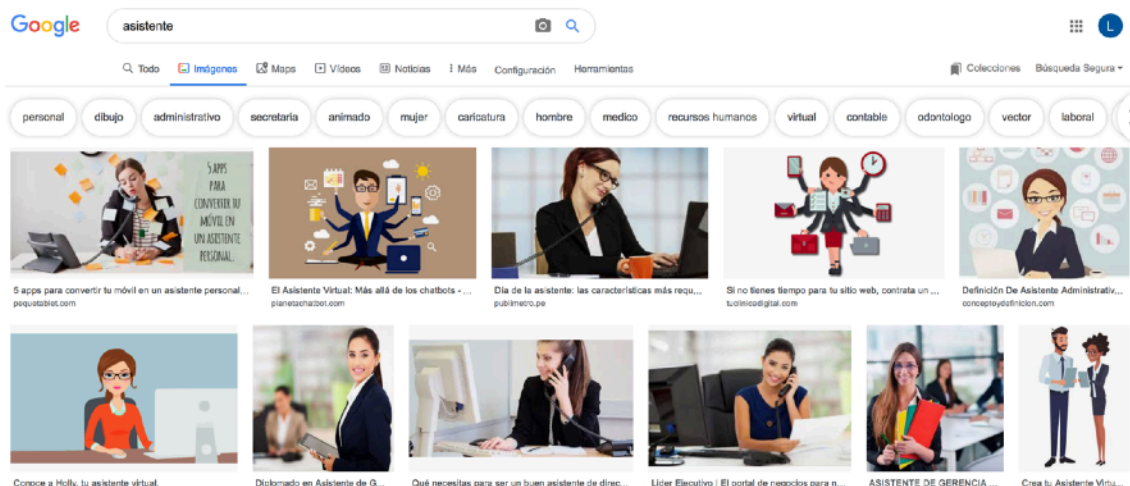 Google
asistente
L
Todo
Imágenes
Maps
Vídeos
Noticias
Más
Configuración
Herramientas
Colecciones
Búsqueda Segura
personal
dibujo
administrativo
secretaria
animado
mujer
caricatura
hombre
medico
recursos humanos
virtual
contable
odontologo
vector
laboral
5 APPS
PARA
CONVERTIR TU
MÓVIL EN
UN ASISTENTE
PERSONAL.
5 apps para convertir tu móvil en un asistente personal...
pequetablet.com
El Asistente Virtual: Más allá de los chatbots - ...
planetachatbot.com
Día de la asistente: las características más requ...
publimetro.pe
Si no tienes tiempo para tu sitio web, contrata un ...
tuclinicadigital.com
Definición De Asistente Administrativ...
conceptoydefinicion.com
Conoce a Holly, tu asistente virtual.
Diplomado en Asistente de G...
Qué necesitas para ser un buen asistente de direc...
Líder Ejecutivo | El portal de negocios para n...
ASISTENTE DE GERENCIA ...
Crea tu Asistente Virtu...